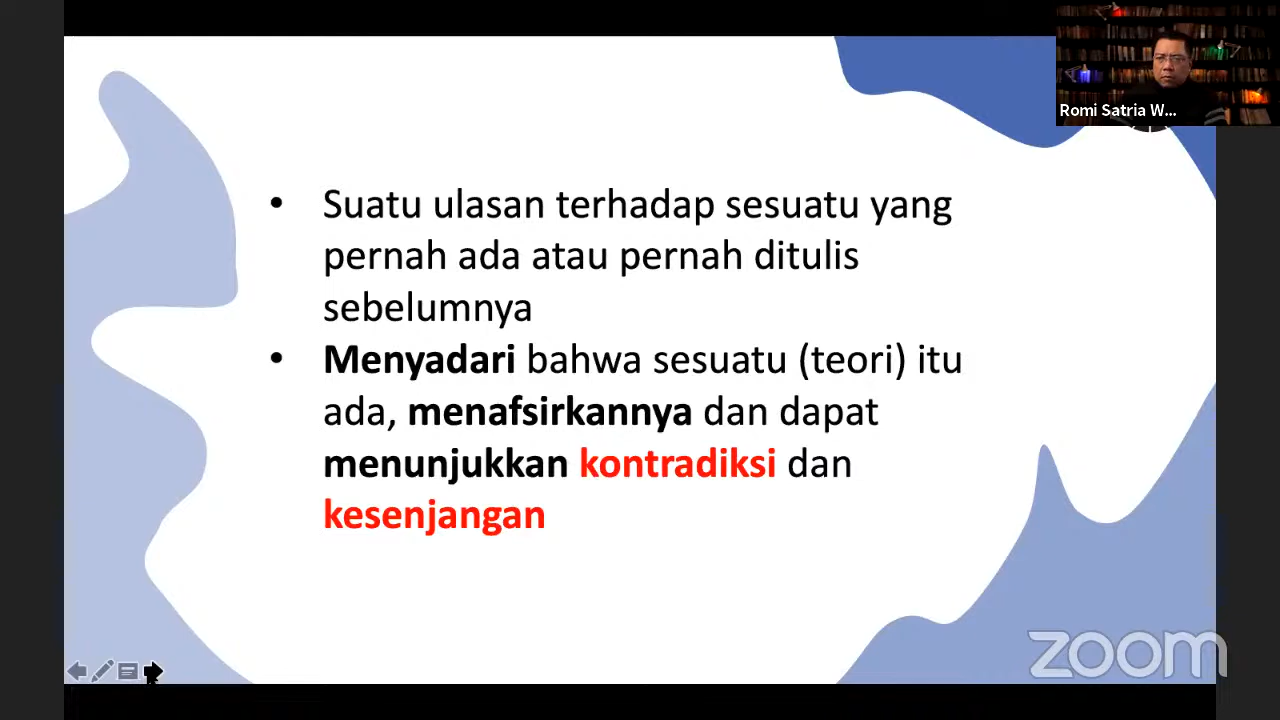 Romi Satria W...
• Suatu ulasan terhadap sesuatu yang
pernah ada atau pernah ditulis
sebelumnya
• Menyadari bahwa sesuatu (teori) itu
ada, menafsirkannya dan dapat
menunjukkan kontradiksi dan
kesenjangan
zoom